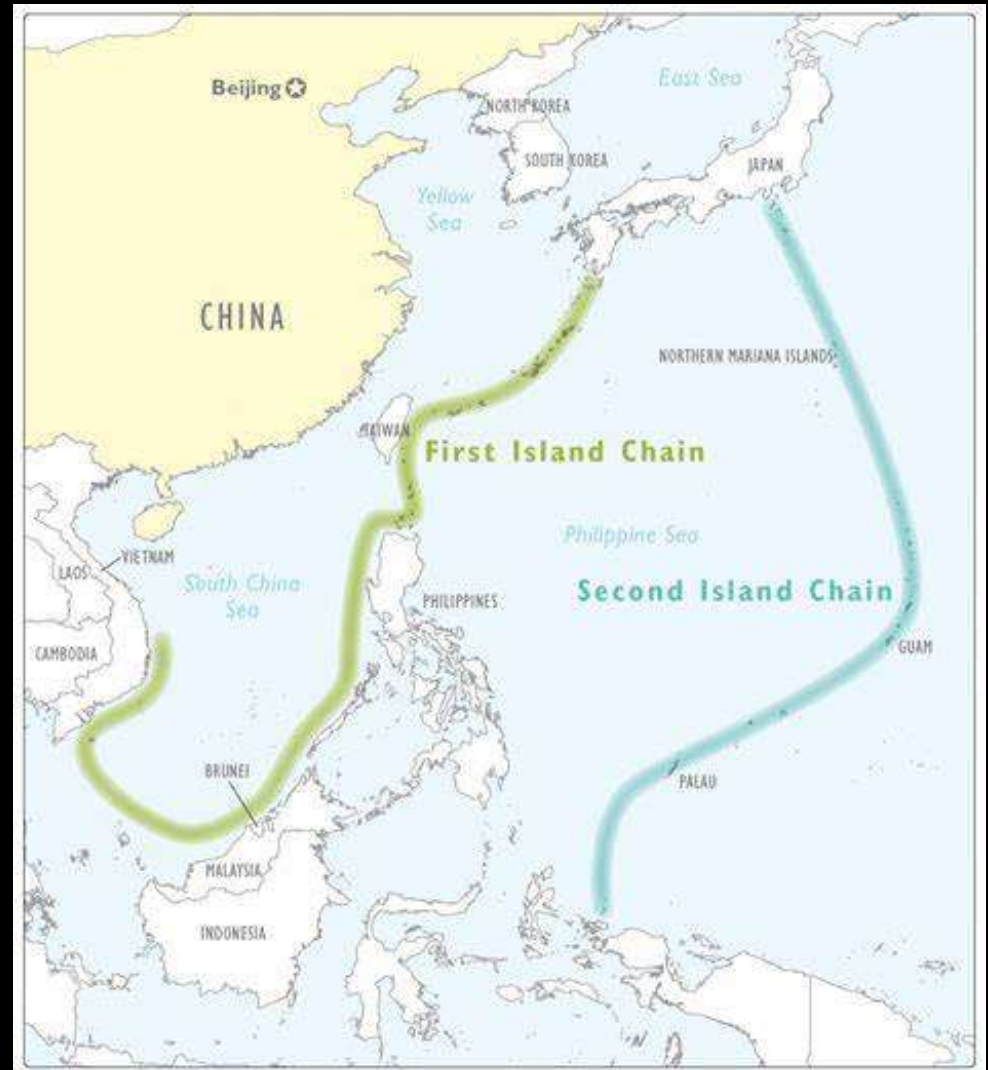 Beijing
East Sea
NORTH KOREA
SOUTH KOREA
JAPAN
Yellow
Sea
CHINA
NORTHERN MARIANA ISLANDS
TAIWAN
First Island Chain
Philippine Sea
VIETNAM
LAOS
South China
Sea
Second Island Chain
PHILIPPINES
CAMBODIA
GUAM
BRUNEI
PALAU
MALAYSIA
INDONESIA